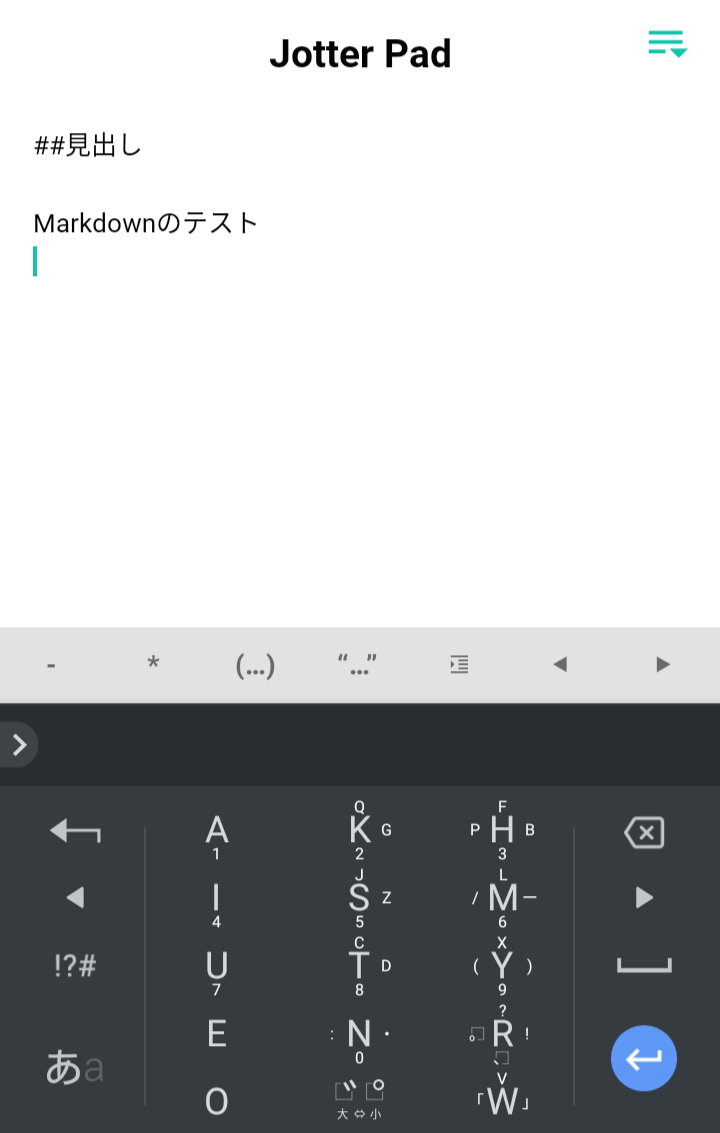 Jotter Pad
##見出し
Markdownのテスト
- * (…) “…”
Q F
A K G P H B
1 2 3
J L
I S Z / M —
4 5 6
C X
!?# U T D ( Y )
7 8 9
?
E : N ・ 。 R !
0 、
あa V
O ゛ ゜ 「 W 」
大⇔小